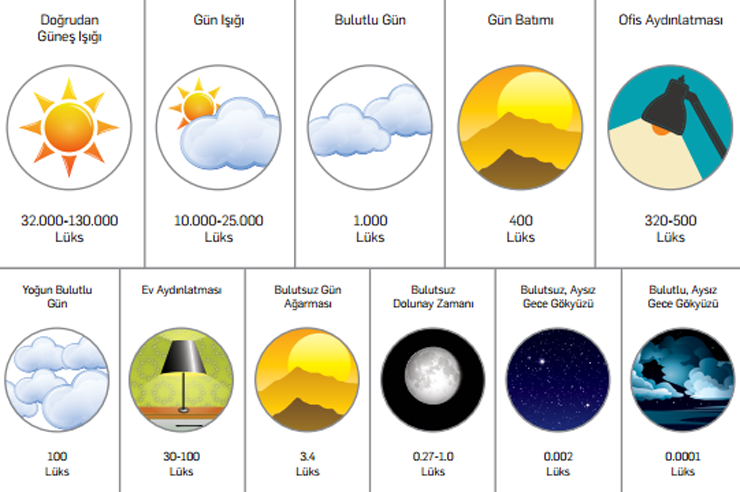 Doğrudan
Güneş Işığı
Gün Işığı
Bulutlu Gün
Gün Batımı
Ofis Aydınlatması
32.000-130.000
Lüks
10.000-25.000
Lüks
1.000
Lüks
400
Lüks
320-500
Lüks
Yoğun Bulutlu
Gün
Ev Aydınlatması
Bulutsuz Gün
Ağarması
Bulutsuz
Dolunay Zamanı
Bulutsuz, Aysız
Gece Gökyüzü
Bulutlu, Aysız
Gece Gökyüzü
100
Lüks
30-100
Lüks
3.4
Lüks
0.27-1.0
Lüks
0.002
Lüks
0.0001
Lüks